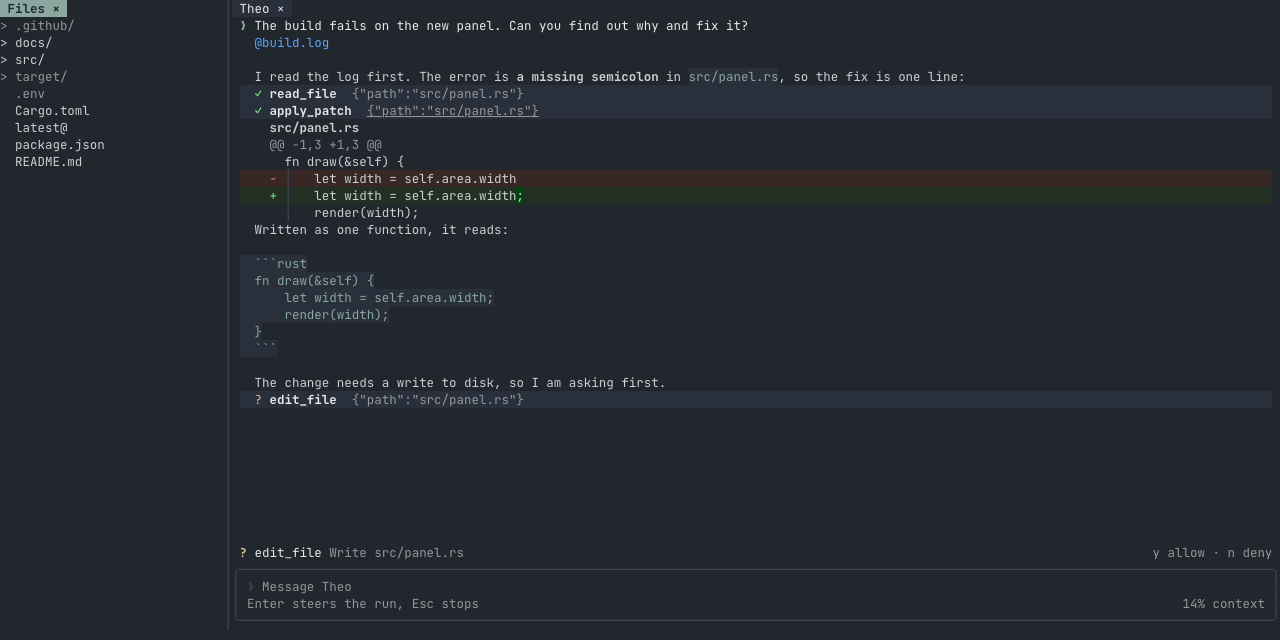 Files ×
> .github/
> docs/
> src/
> target/
.env
Cargo.toml
latest@
package.json
README.md
Theo ×
⟩ The build fails on the new panel. Can you find out why and fix it?
@build.log
I read the log first. The error is a missing semicolon in src/panel.rs, so the fix is one line:
✓ read_file {"path":"src/panel.rs"}
✓ apply_patch {"path":"src/panel.rs"}
src/panel.rs
@@ -1,3 +1,3 @@
fn draw(&self) {
- │ let width = self.area.width
+ │ let width = self.area.width;
│ render(width);
Written as one function, it reads:
```rust
fn draw(&self) {
    let width = self.area.width;
    render(width);
}
```
The change needs a write to disk, so I am asking first.
? edit_file {"path":"src/panel.rs"}
? edit_file Write src/panel.rs y allow · n deny
⟩ Message Theo
Enter steers the run, Esc stops 14% context